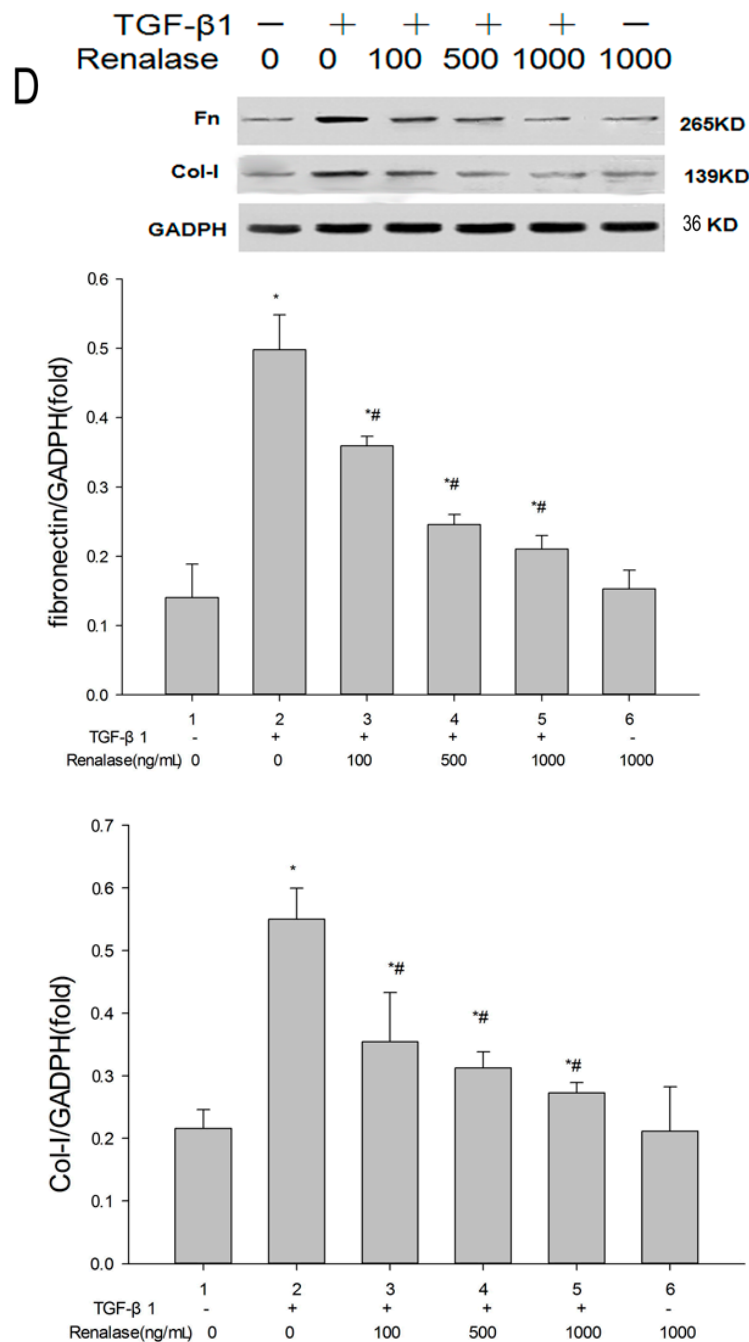 TGF-β1 — + + + + —
Renalase 0 0 100 500 1000 1000
D
Fn 265KD
Col-I 139KD
GADPH 36 KD
fibronectin/GADPH(fold)
0.6
0.5
0.4
0.3
0.2
0.1
0.0
*
*#
*#
*#
1 2 3 4 5 6
TGF-β 1 - + + + + -
Renalase(ng/mL) 0 0 100 500 1000 1000
Col-I/GADPH(fold)
0.7
0.6
0.5
0.4
0.3
0.2
0.1
0.0
*
*#
*#
*#
1 2 3 4 5 6
TGF-β 1 - + + + + -
Renalase(ng/mL) 0 0 100 500 1000 1000